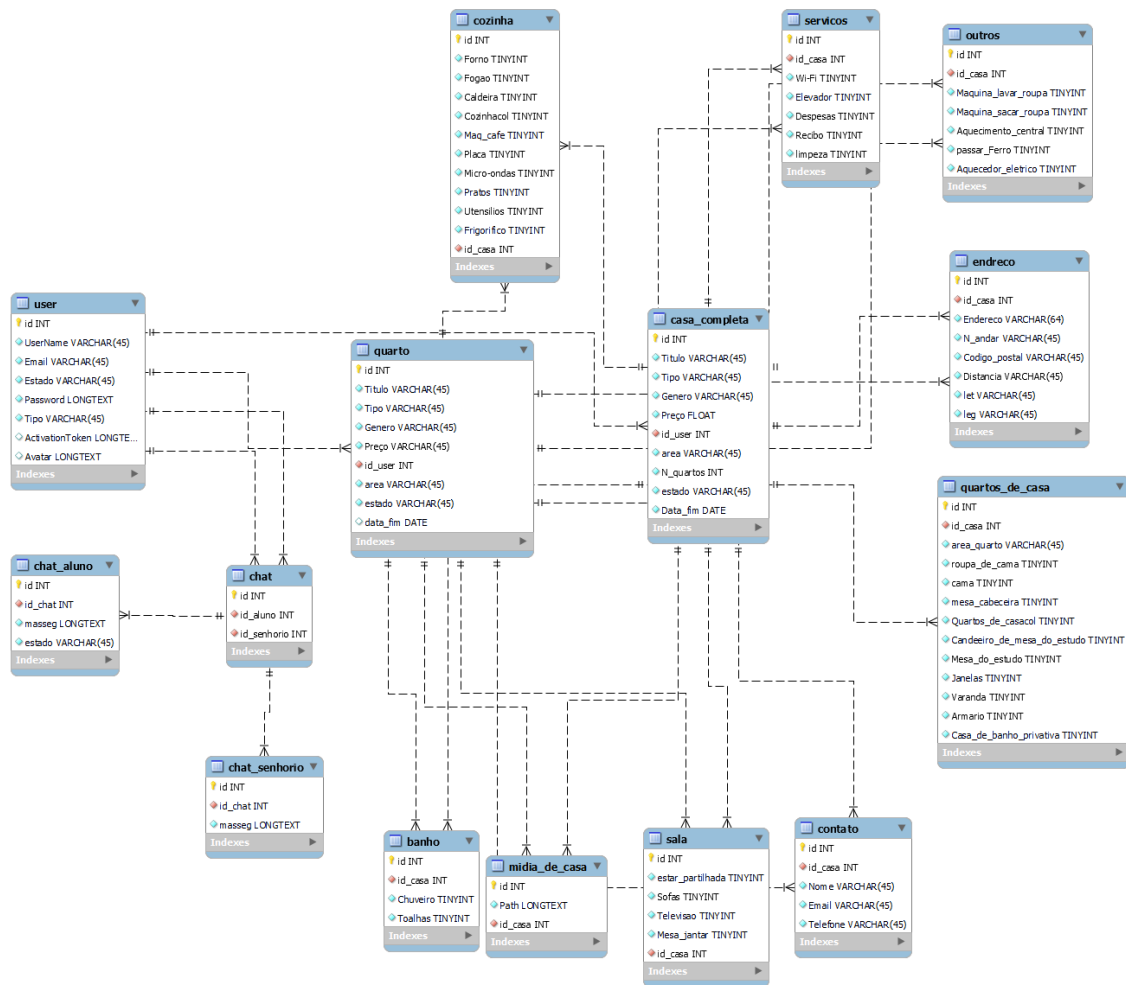 cozinha
id INT
Forno TINYINT
Fogao TINYINT
Caldeira TINYINT
Cozinhacol TINYINT
Maq_cafe TINYINT
Placa TINYINT
Micro-ondas TINYINT
Pratos TINYINT
Utensílios TINYINT
Frigorifico TINYINT
id_casa INT
Indexes
servicos
id INT
id_casa INT
Wi-Fi TINYINT
Elevador TINYINT
Despesas TINYINT
Recibo TINYINT
limpeza TINYINT
Indexes
outros
id INT
id_casa INT
Maquina_lavar_roupa TINYINT
Maquina_sacar_roupa TINYINT
Aquecimento_central TINYINT
passar_Ferro TINYINT
Aquecedor_eletrico TINYINT
Indexes
user
id INT
UserName VARCHAR(45)
Email VARCHAR(45)
Estado VARCHAR(45)
Password LONGTEXT
Tipo VARCHAR(45)
ActivationToken LONGTE...
Avatar LONGTEXT
Indexes
quarto
id INT
Titulo VARCHAR(45)
Tipo VARCHAR(45)
Genero VARCHAR(45)
Preço VARCHAR(45)
id_user INT
area VARCHAR(45)
estado VARCHAR(45)
data_fim DATE
Indexes
casa_completa
id INT
Titulo VARCHAR(45)
Tipo VARCHAR(45)
Genero VARCHAR(45)
Preço FLOAT
id_user INT
area VARCHAR(45)
N_quartos INT
estado VARCHAR(45)
Data_fim DATE
Indexes
endreco
id INT
id_casa INT
Endereco VARCHAR(64)
N_andar VARCHAR(45)
Codigo_postal VARCHAR(45)
Distancia VARCHAR(45)
let VARCHAR(45)
leg VARCHAR(45)
Indexes
quartos_de_casa
id INT
id_casa INT
area_quarto VARCHAR(45)
roupa_de_cama TINYINT
cama TINYINT
mesa_cabeceira TINYINT
Quartos_de_casacol TINYINT
Candeeiro_de_mesa_do_estudo TINYINT
Mesa_do_estudo TINYINT
Janelas TINYINT
Varanda TINYINT
Armario TINYINT
Casa_de_banho_privativa TINYINT
Indexes
chat_aluno
id INT
id_chat INT
masseg LONGTEXT
estado VARCHAR(45)
Indexes
chat
id INT
id_aluno INT
id_senhorio INT
Indexes
chat_senhorio
id INT
id_chat INT
masseg LONGTEXT
Indexes
banho
id INT
id_casa INT
Chuveiro TINYINT
Toalhas TINYINT
Indexes
midia_de_casa
id INT
Path LONGTEXT
id_casa INT
Indexes
sala
id INT
estar_partilhada TINYINT
Sofas TINYINT
Televisao TINYINT
Mesa_jantar TINYINT
id_casa INT
Indexes
contato
id INT
id_casa INT
Nome VARCHAR(45)
Email VARCHAR(45)
Telefone VARCHAR(45)
Indexes